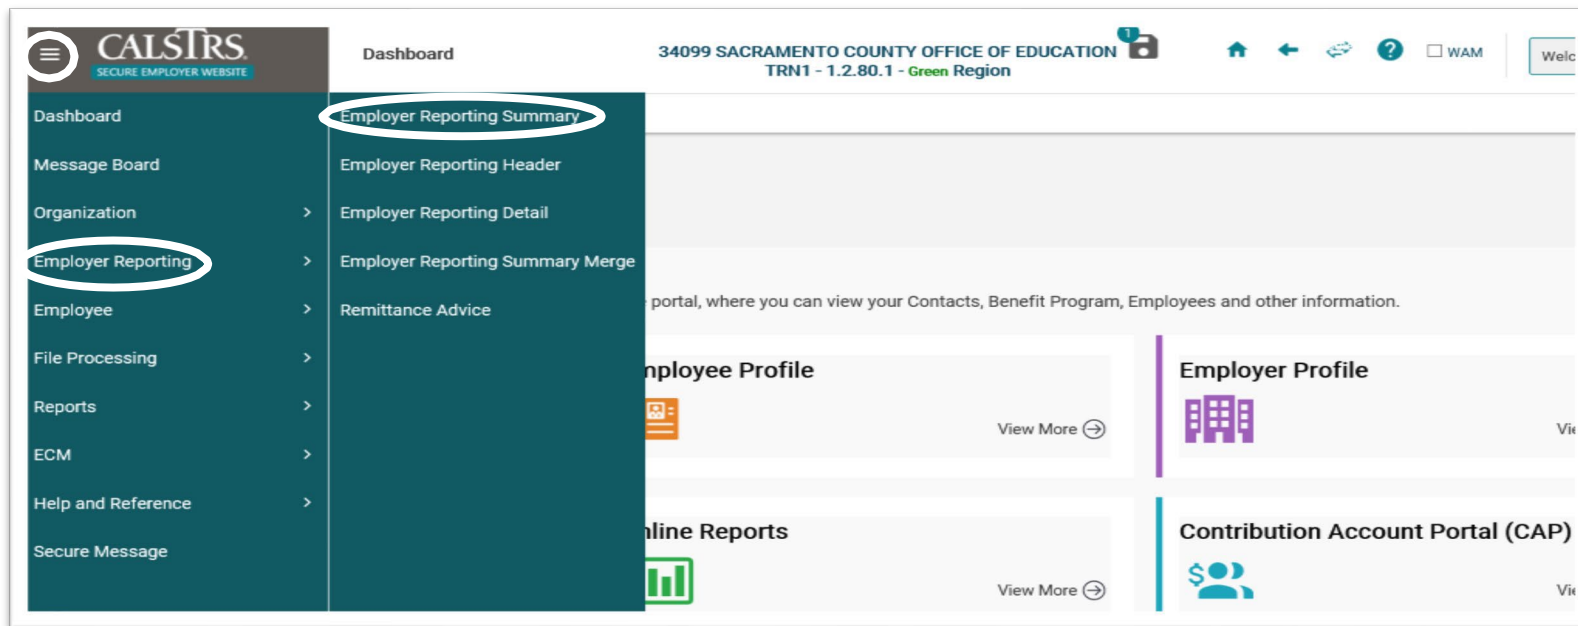 CALSTRS
SECURE EMPLOYER WEBSITE
Dashboard
34099 SACRAMENTO COUNTY OFFICE OF EDUCATION
TRN1 - 1.2.80.1 - Green Region
1
?
WAM
Welc
Dashboard
Message Board
Organization
Employer Reporting
Employee
File Processing
Reports
ECM
Help and Reference
Secure Message
Employer Reporting Summary
Employer Reporting Header
Employer Reporting Detail
Employer Reporting Summary Merge
Remittance Advice
portal, where you can view your Contacts, Benefit Program, Employees and other information.
nployee Profile
View More
Employer Profile
Vie
nline Reports
View More
Contribution Account Portal (CAP)
$
Vie